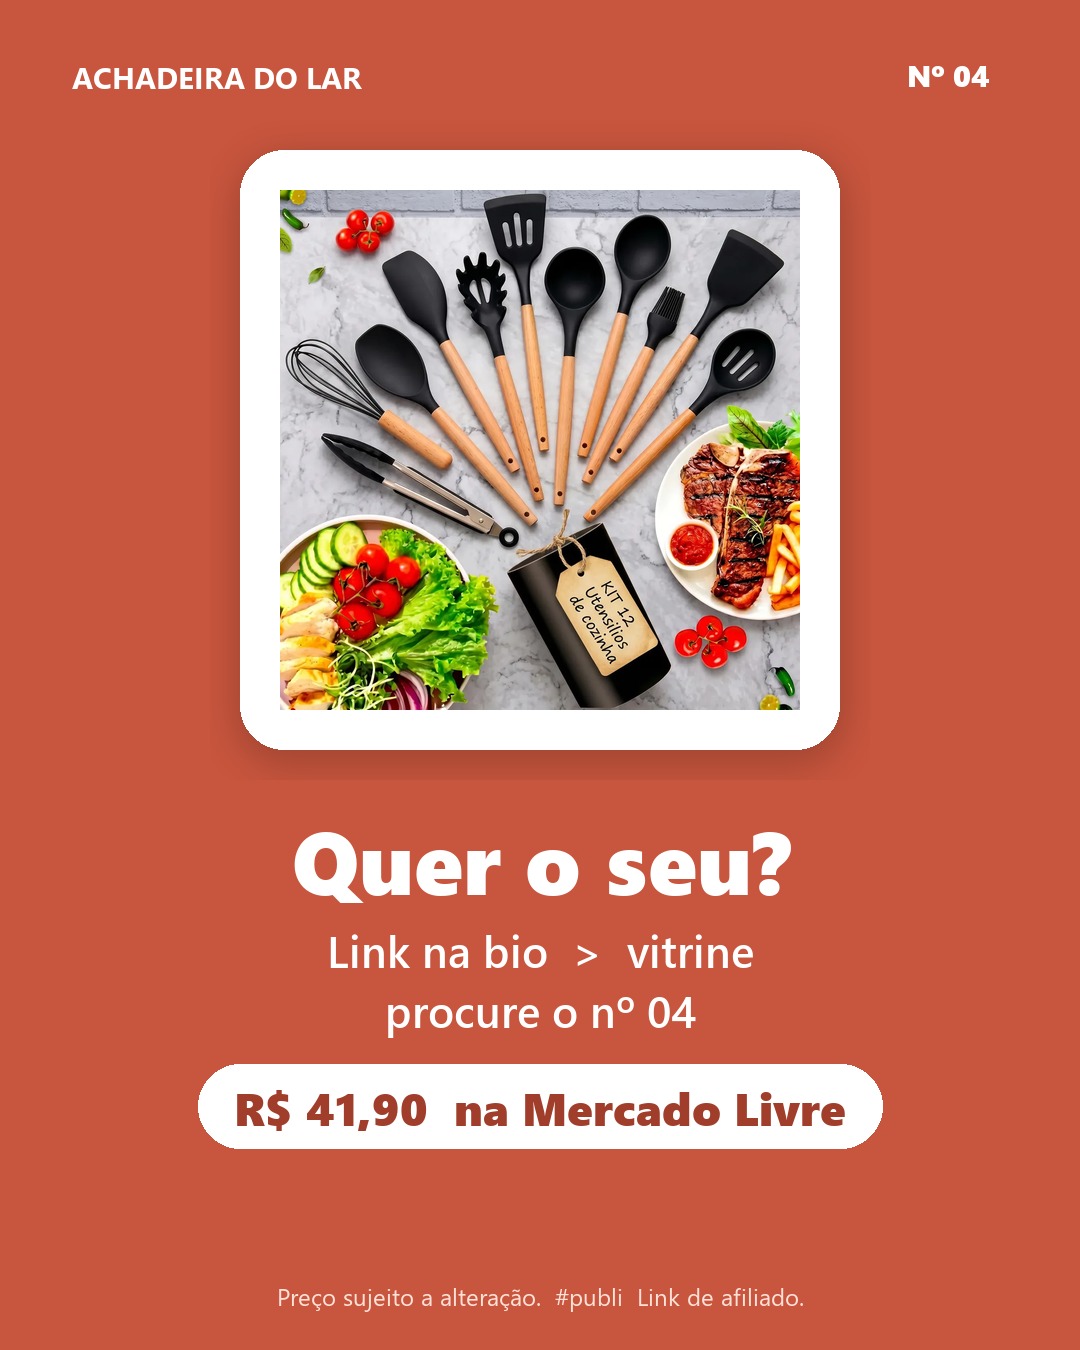 ACHADEIRA DO LAR
Nº 04
KIT 12
Utensílios
de cozinha
Quer o seu?
Link na bio > vitrine
procure o nº 04
R$ 41,90 na Mercado Livre
Preço sujeito a alteração. #publi Link de afiliado.